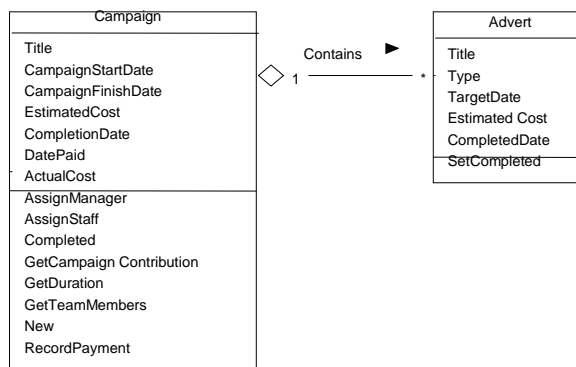 Campaign
Title
CampaignStartDate
CampaignFinishDate
EstimatedCost
CompletionDate
DatePaid
ActualCost
AssignManager
AssignStaff
Completed
GetCampaign Contribution
GetDuration
GetTeamMembers
New
RecordPayment
Contains
1
*
Advert
Title
Type
TargetDate
Estimated Cost
CompletedDate
SetCompleted